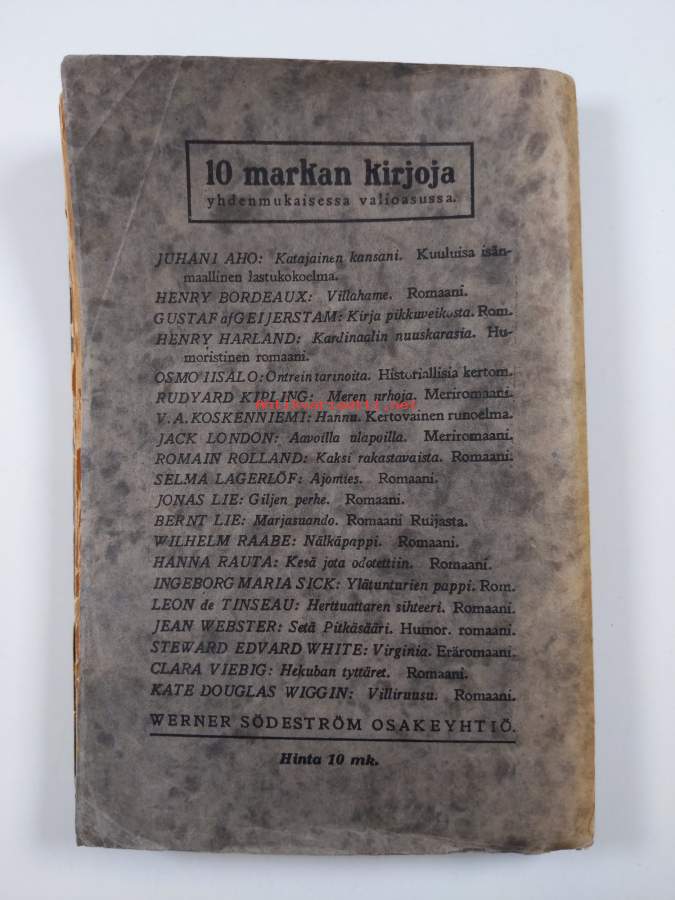 10 markan kirjoja
yhdenmukaisessa valioasussa.
JUHANI AHO: Katajainen kansani. Kuuluisa isän-
maallinen lastukokoelma.
HENRY BORDEAUX: Villahame. Romaani.
GUSTAF af GEIJERSTAM: Kirja pikkuveikosta. Rom.
HENRY HARLAND: Kardinaalin nuuskarasia. Hu-
moristinen romaani.
OSMO IISALO: Ontrein tarinoita. Historiallisia kertom.
RUDYARD KIPLING: Meren urhoja. Meriromaani.
Antikvariaatti.net
V. A. KOSKENNIEMI: Hannu. Kertovainen runoelma.
JACK LONDON: Aavoilla ulapoilla. Meriromaani.
ROMAIN ROLLAND: Kaksi rakastavaista. Romaani.
SELMA LAGERLÖF: Ajomies. Romaani.
JONAS LIE: Giljen perhe. Romaani.
BERNT LIE: Marjasuando. Romaani Ruijasta.
WILHELM RAABE: Nälkäpappi. Romaani.
HANNA RAUTA: Kesä jota odotettiin. Romaani.
INGEBORG MARIA SICK: Ylätunturien pappi. Rom.
LEON de TINSEAU: Herttuattaren sihteeri. Romaani.
JEAN WEBSTER: Setä Pitkäsääri. Humor. romaani.
STEWARD EDVARD WHITE: Virginia. Eräromaani.
CLARA VIEBIG: Hekuban tyttäret. Romaani.
KATE DOUGLAS WIGGIN: Villiruusu. Romaani.
WERNER SÖDESTRÖM OSAKEYHTIÖ.
Hinta 10 mk.